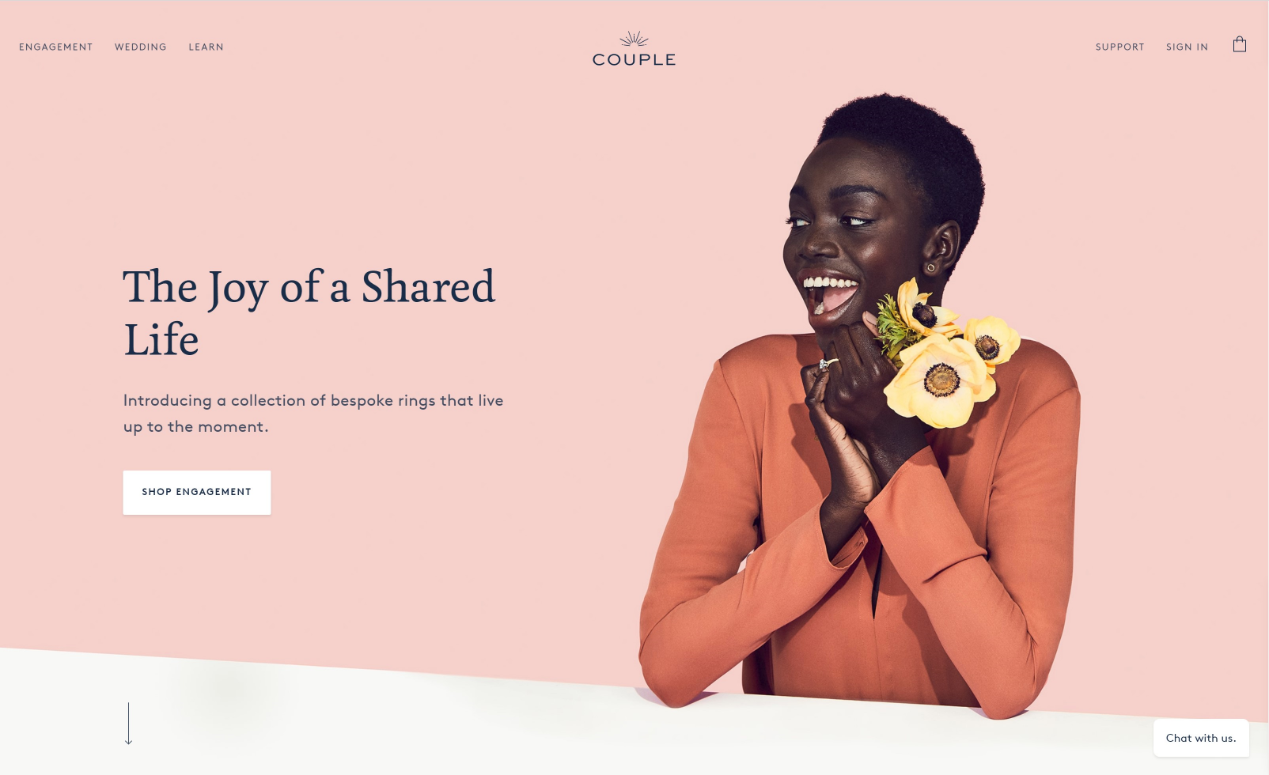 ENGAGEMENT WEDDING LEARN
COUPLE
SUPPORT SIGN IN
The Joy of a Shared
Life
Introducing a collection of bespoke rings that live
up to the moment.
SHOP ENGAGEMENT
Chat with us.